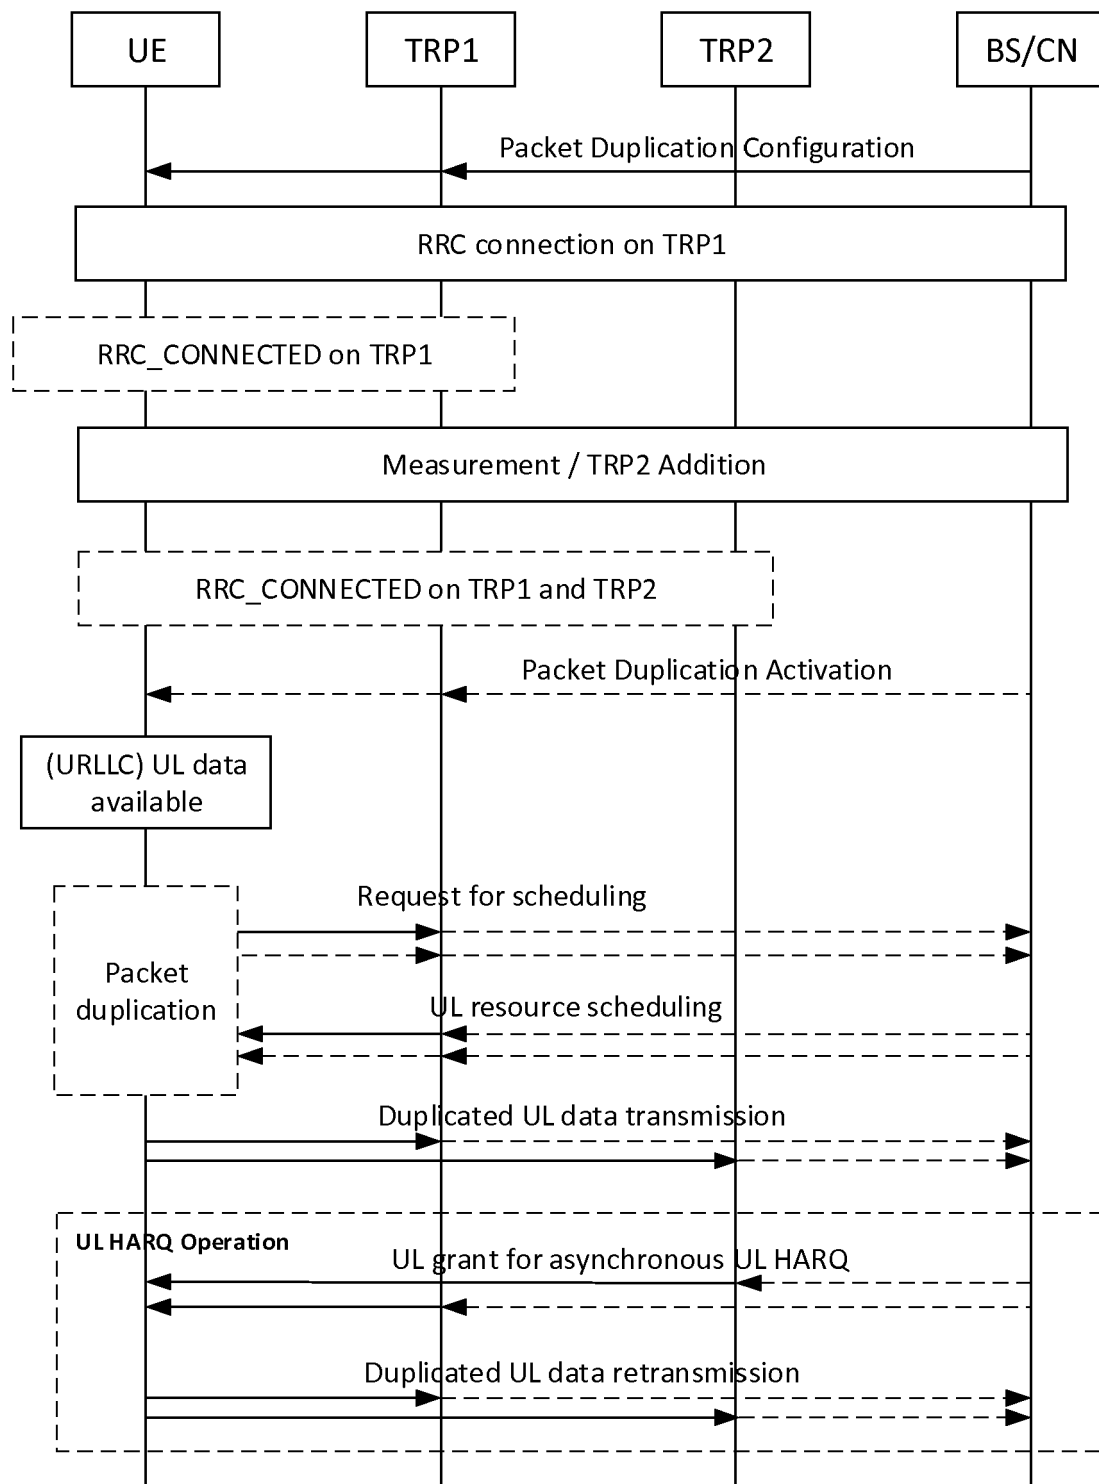 UE
TRP1
TRP2
BS/CN
Packet Duplication Configuration
RRC connection on TRP1
RRC_CONNECTED on TRP1
Measurement / TRP2 Addition
RRC_CONNECTED on TRP1 and TRP2
Packet Duplication Activation
(URLLC) UL data
available
Request for scheduling
Packet
duplication
UL resource scheduling
Duplicated UL data transmission
UL HARQ Operation
UL grant for asynchronous UL HARQ
Duplicated UL data retransmission